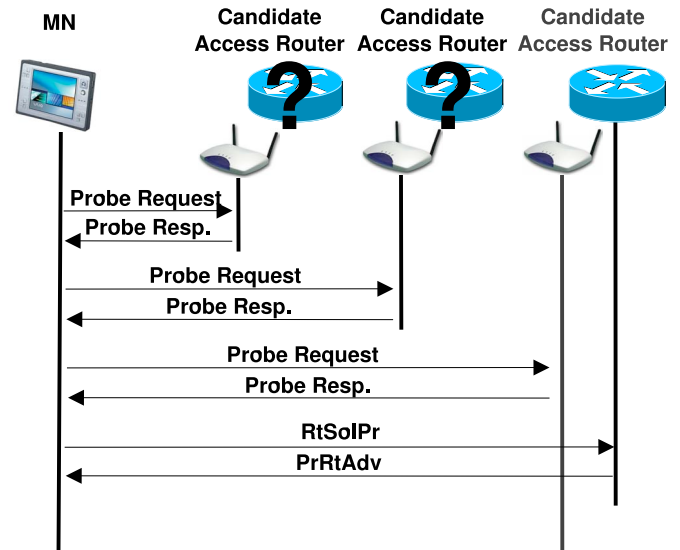 MN
Candidate
Access Router
?
Candidate
Access Router
?
Candidate
Access Router
Probe Request
Probe Resp.
Probe Request
Probe Resp.
Probe Request
Probe Resp.
RtSolPr
PrRtAdv